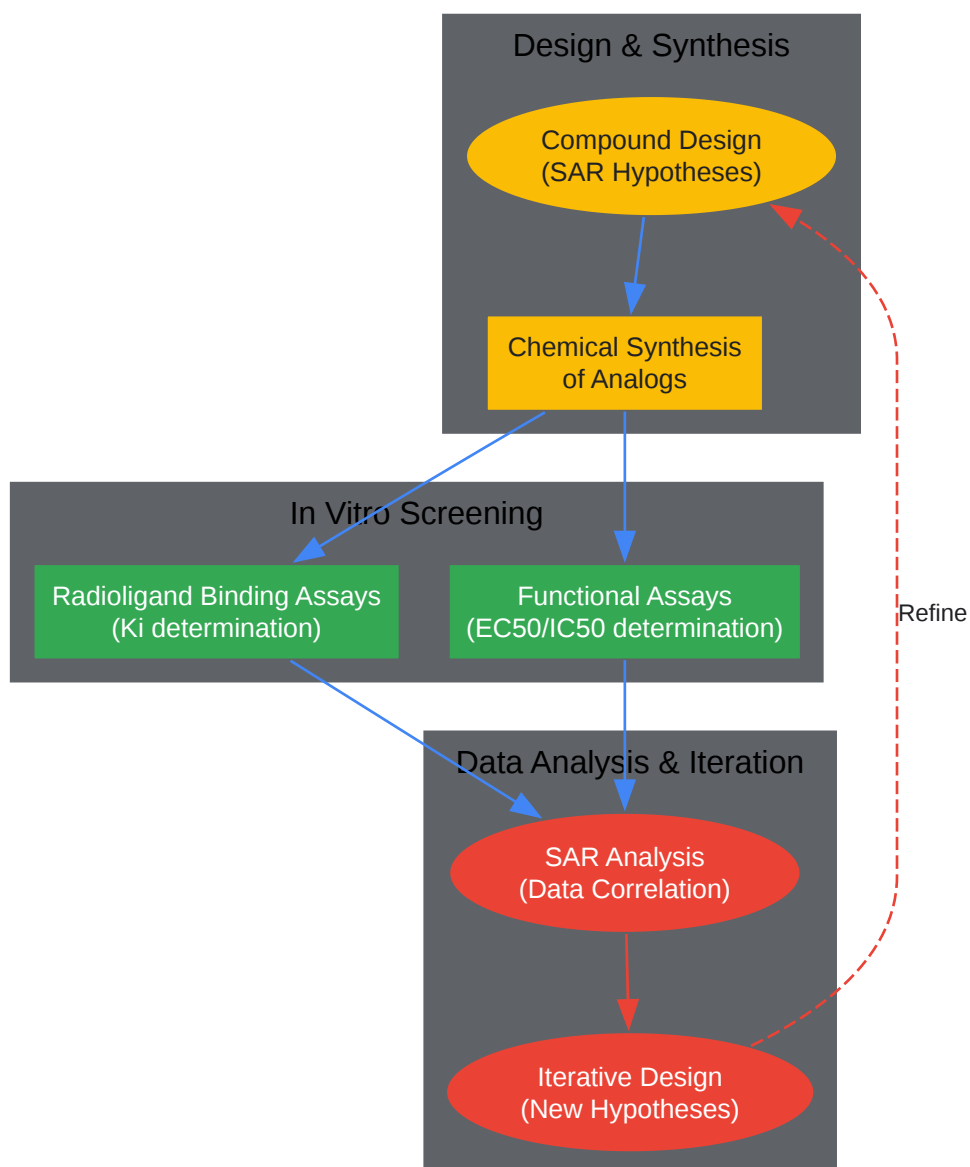 Design & Synthesis
Compound Design
(SAR Hypotheses)
Chemical Synthesis
of Analogs
In Vitro Screening
Radioligand Binding Assays
(Ki determination)
Functional Assays
(EC50/IC50 determination)
Refine
Data Analysis & Iteration
SAR Analysis
(Data Correlation)
Iterative Design
(New Hypotheses)